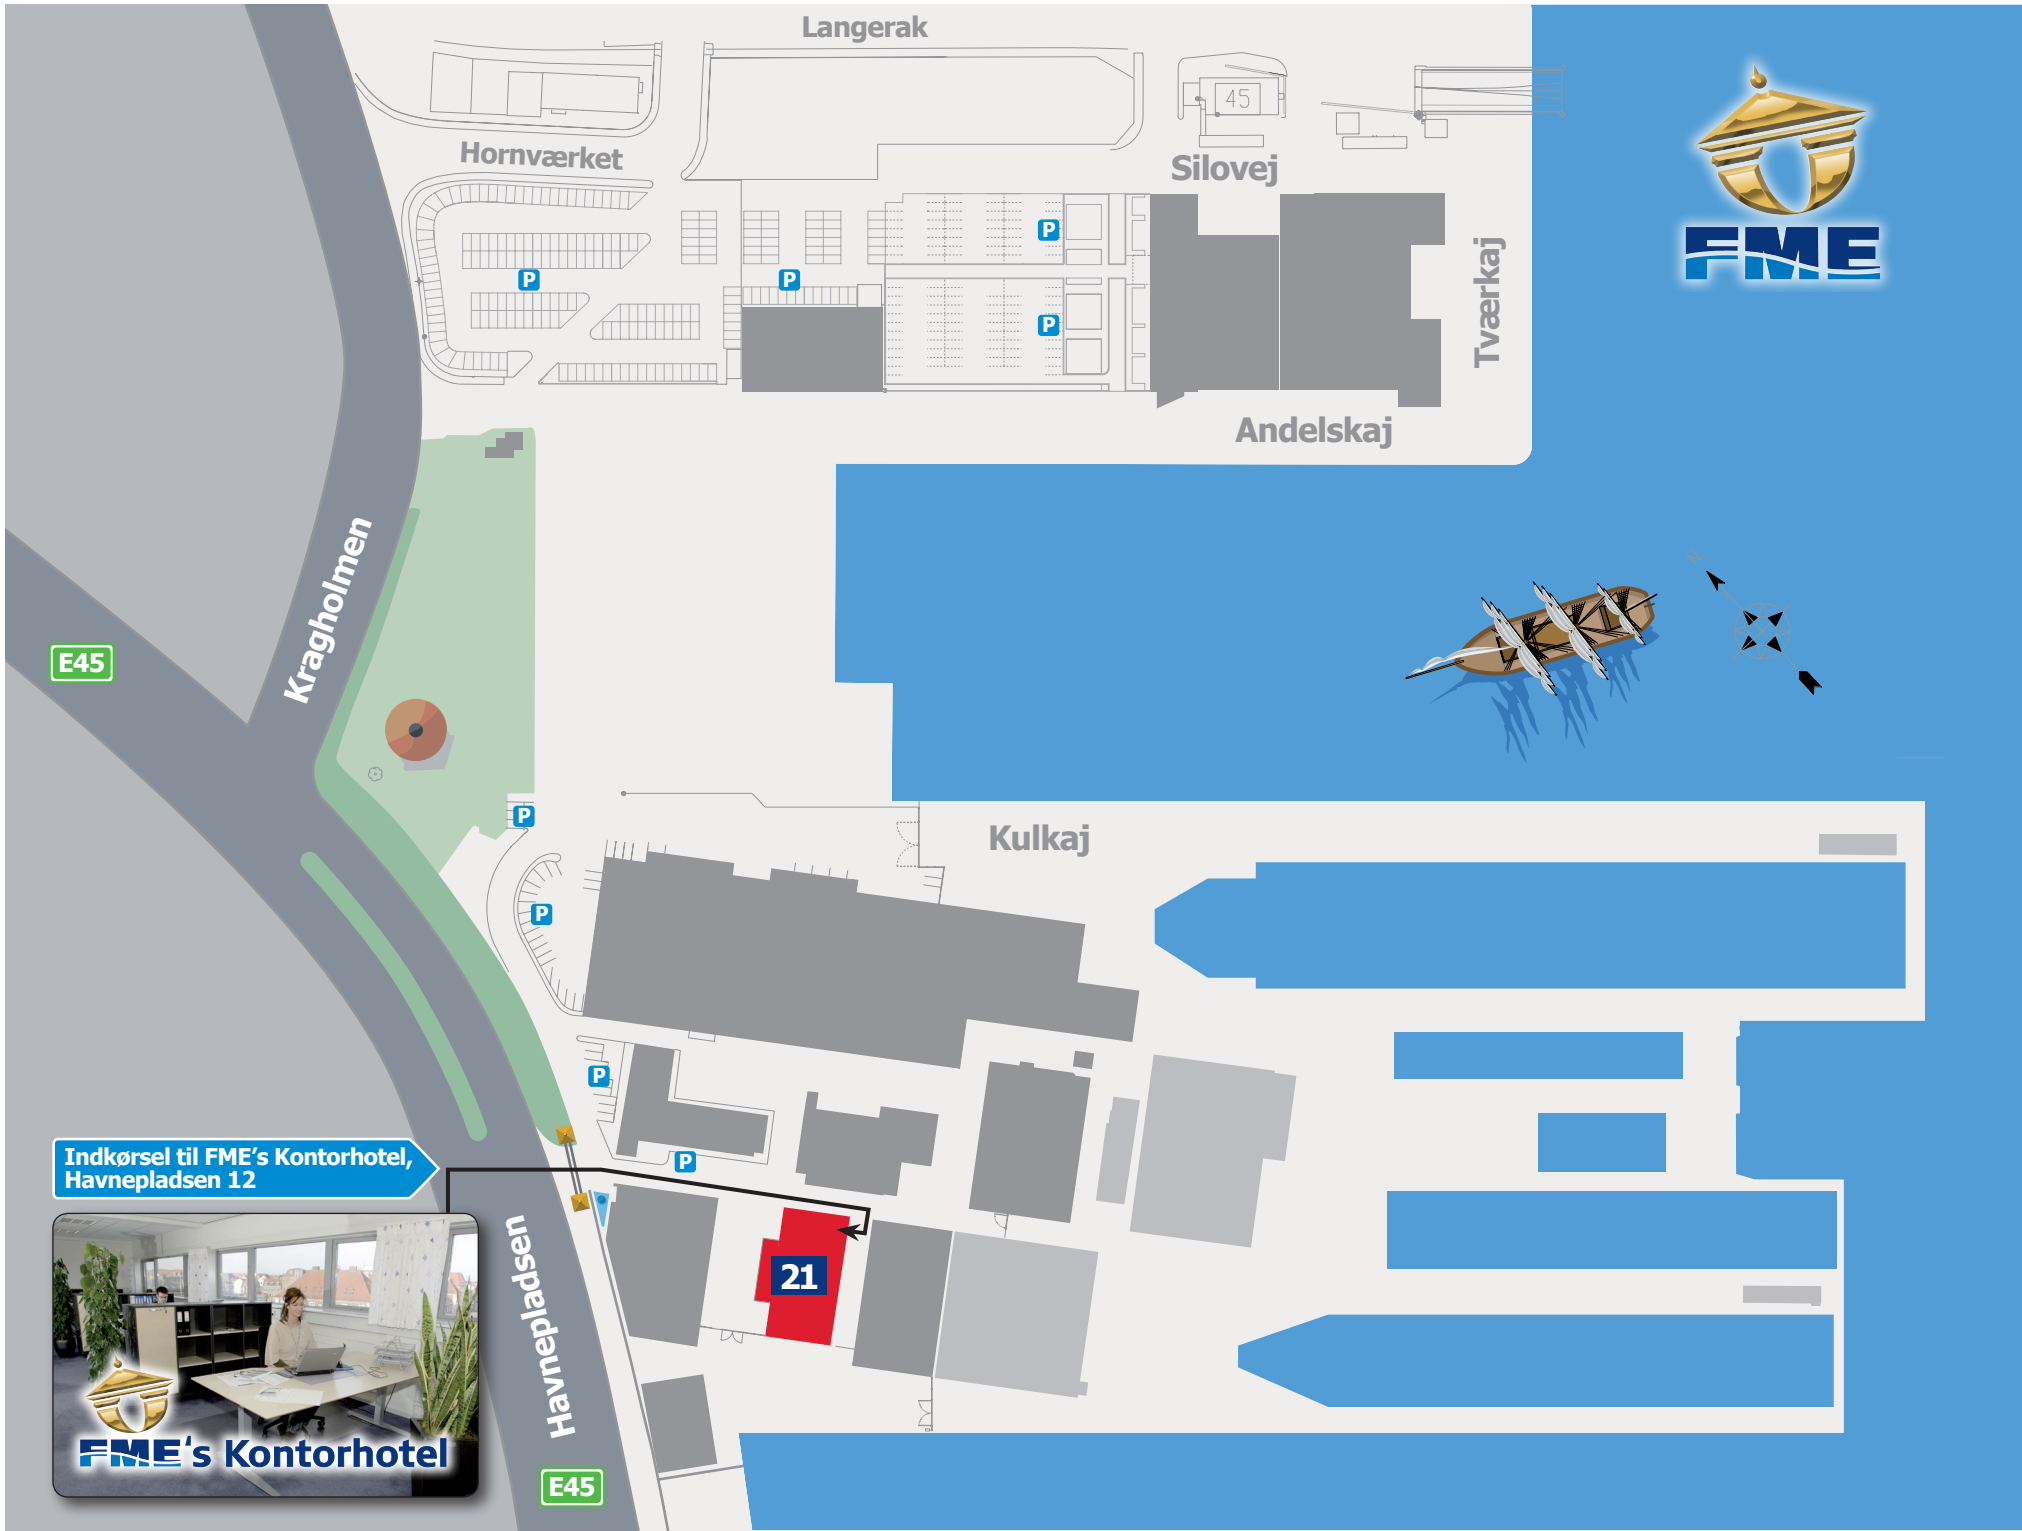 Langerak
45
Hornværket
Silovej
FME
P
P
P
P
Tværkaj
Andelskaj
Kragholmen
E45
P
Kulkaj
P
P
Indkørsel til FME's Kontorhotel,
Havnepladsen 12
P
21
Havnepladsen
FME's Kontorhotel
E45